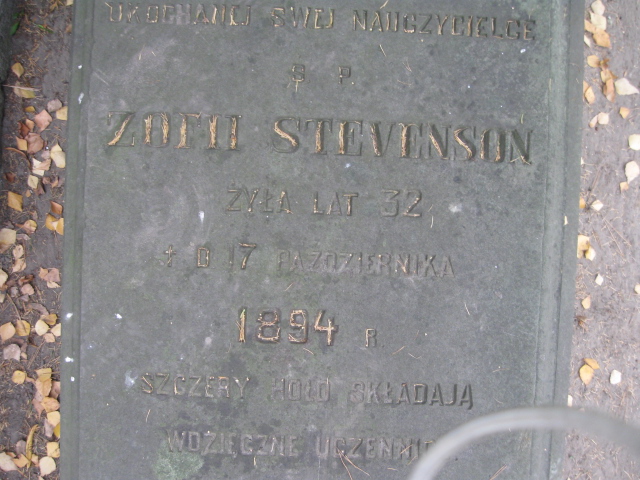 UKOCHANEJ SWEJ NAUCZYCIELCE
Ś P
ZOFII STEVENSON
ŻYŁA LAT 32,
† D 17 PAŹDZIERNIKA
1894 R.
SZCZERY HOŁD SKŁADAJĄ
WDZIĘCZNE UCZENNICE